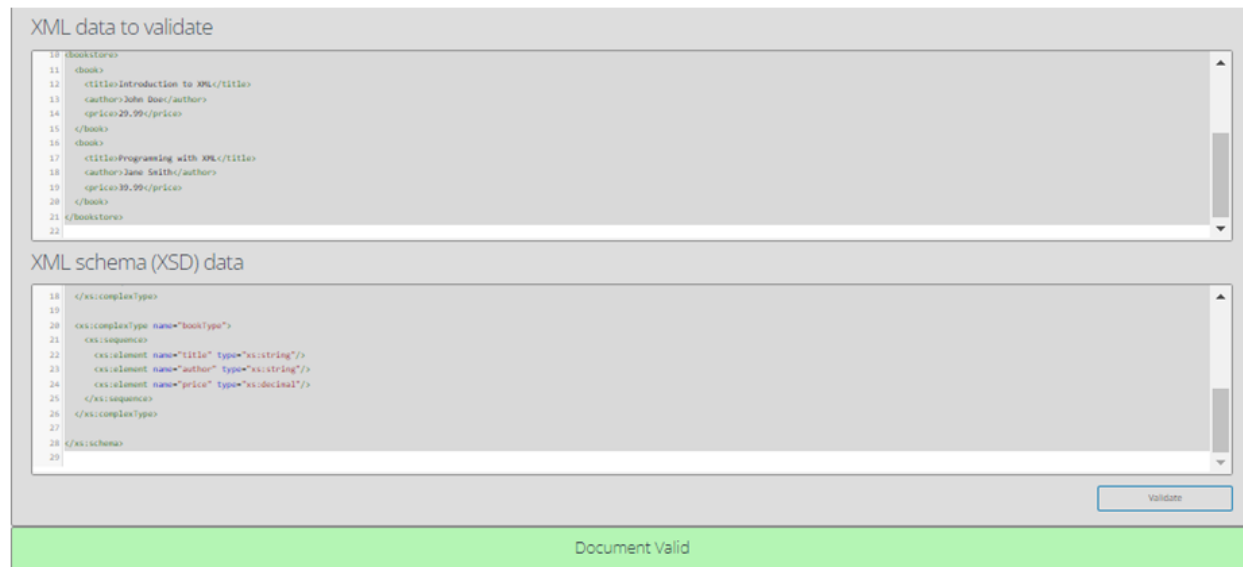 XML data to validate
10 <bookstore>
11 <book>
12 <title>Introduction to XML</title>
13 <author>John Doe</author>
14 <price>29.99</price>
15 </book>
16 <book>
17 <title>Programming with XML</title>
18 <author>Jane Smith</author>
19 <price>39.99</price>
20 </book>
21 </bookstore>
22
XML schema (XSD) data
18 </xs:complexType>
19
20 <xs:complexType name="bookType">
21 <xs:sequence>
22 <xs:element name="title" type="xs:string"/>
23 <xs:element name="author" type="xs:string"/>
24 <xs:element name="price" type="xs:decimal"/>
25 </xs:sequence>
26 </xs:complexType>
27
28 </xs:schema>
29
Validate
Document Valid